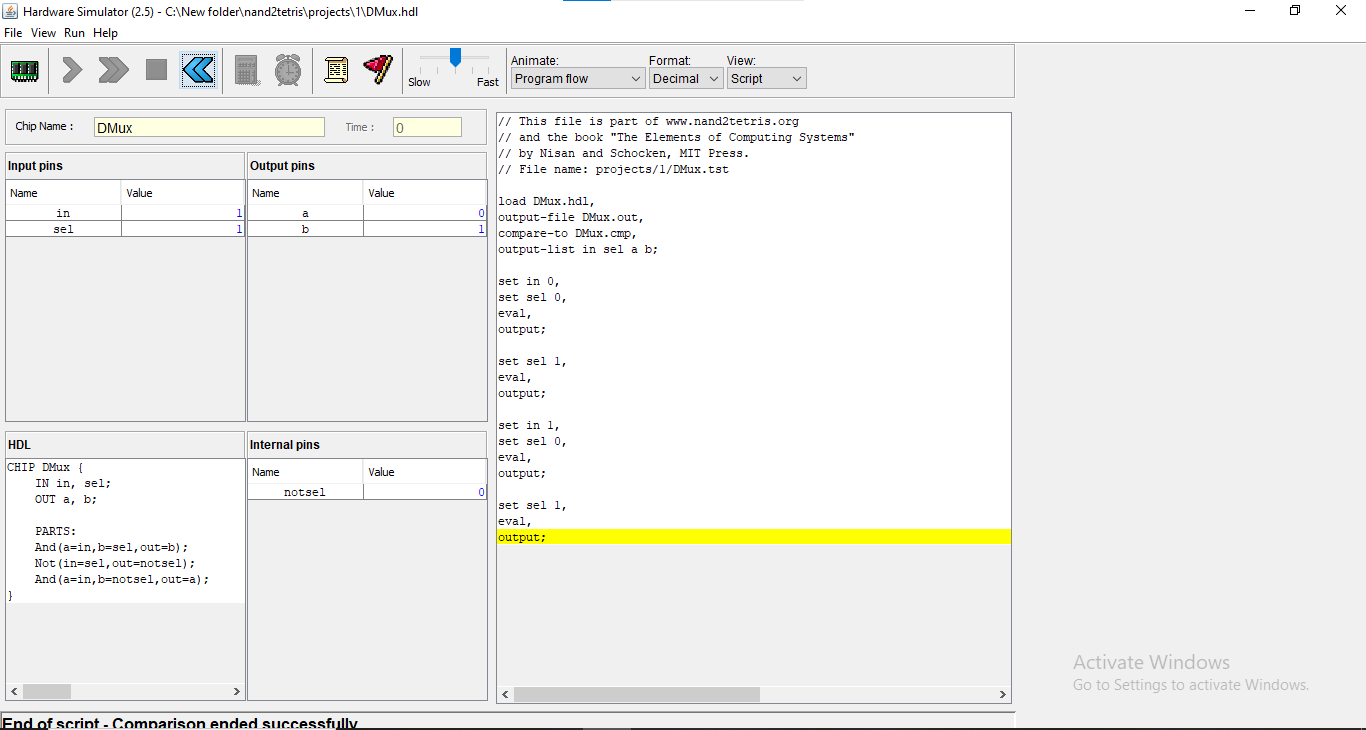 Hardware Simulator (2.5) - C:\New folder\nand2tetris\projects\1\DMux.hdl
File View Run Help
Slow Fast
Animate: Format: View:
Program flow Decimal Script
Chip Name : DMux Time : 0
Input pins
Name Value
in 1
sel 1
Output pins
Name Value
a 0
b 1
HDL
CHIP DMux {
IN in, sel;
OUT a, b;
PARTS:
And(a=in,b=sel,out=b);
Not(in=sel,out=notsel);
And(a=in,b=notsel,out=a);
}
Internal pins
Name Value
notsel 0
// This file is part of www.nand2tetris.org
// and the book "The Elements of Computing Systems"
// by Nisan and Schocken, MIT Press.
// File name: projects/1/DMux.tst
load DMux.hdl,
output-file DMux.out,
compare-to DMux.cmp,
output-list in sel a b;
set in 0,
set sel 0,
eval,
output;
set sel 1,
eval,
output;
set in 1,
set sel 0,
eval,
output;
set sel 1,
eval,
output;
Activate Windows
Go to Settings to activate Windows.
End of script - Comparison ended successfully